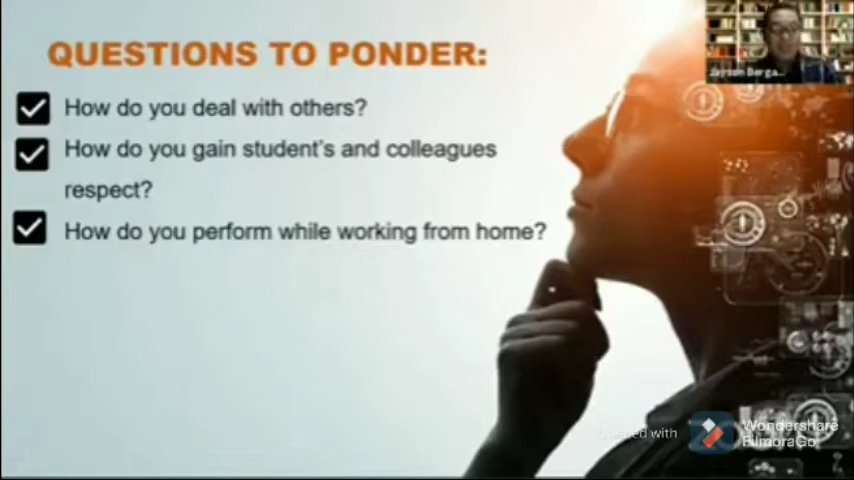 QUESTIONS TO PONDER:
How do you deal with others?
How do you gain student's and colleagues
respect?
How do you perform while working from home?
with
Wondershare
FilmoraGo